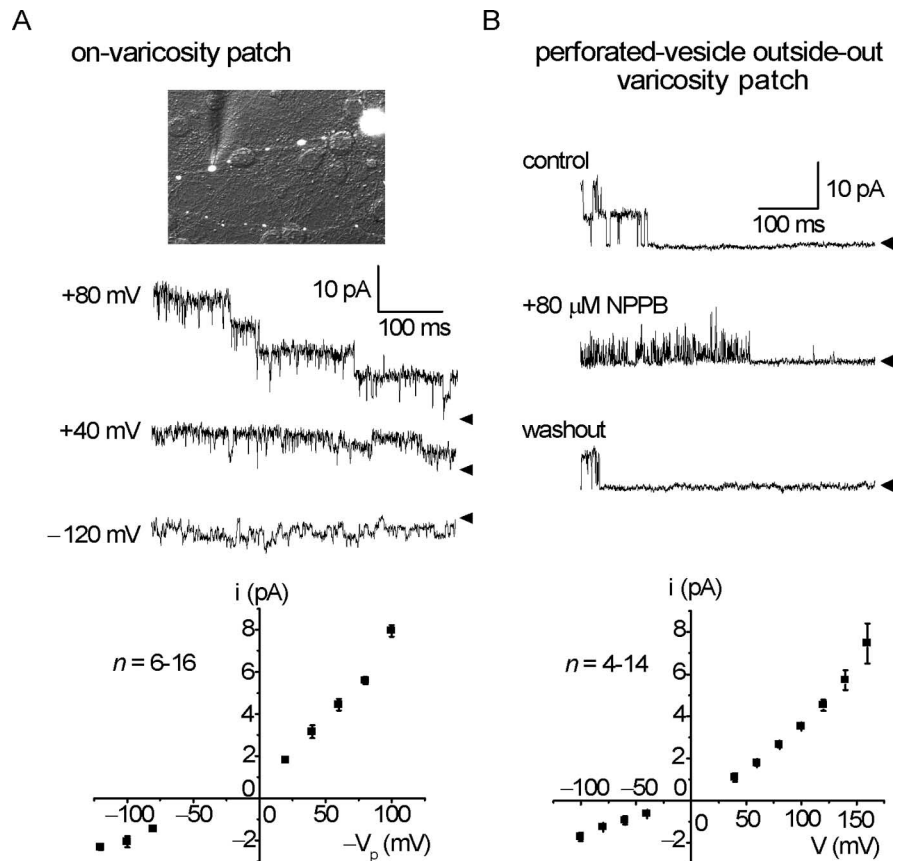 A
on-varicosity patch
+80 mV
10 pA
100 ms
+40 mV
−120 mV
i (pA)
8
n = 6-16
6
4
2
0
−100
−50
0
50
100
−2
−Vp (mV)
B
perforated-vesicle outside-out
varicosity patch
control
10 pA
100 ms
+80 μM NPPB
washout
i (pA)
8
n = 4-14
6
4
2
−100
−50
0
0
50
100
150
−2
V (mV)